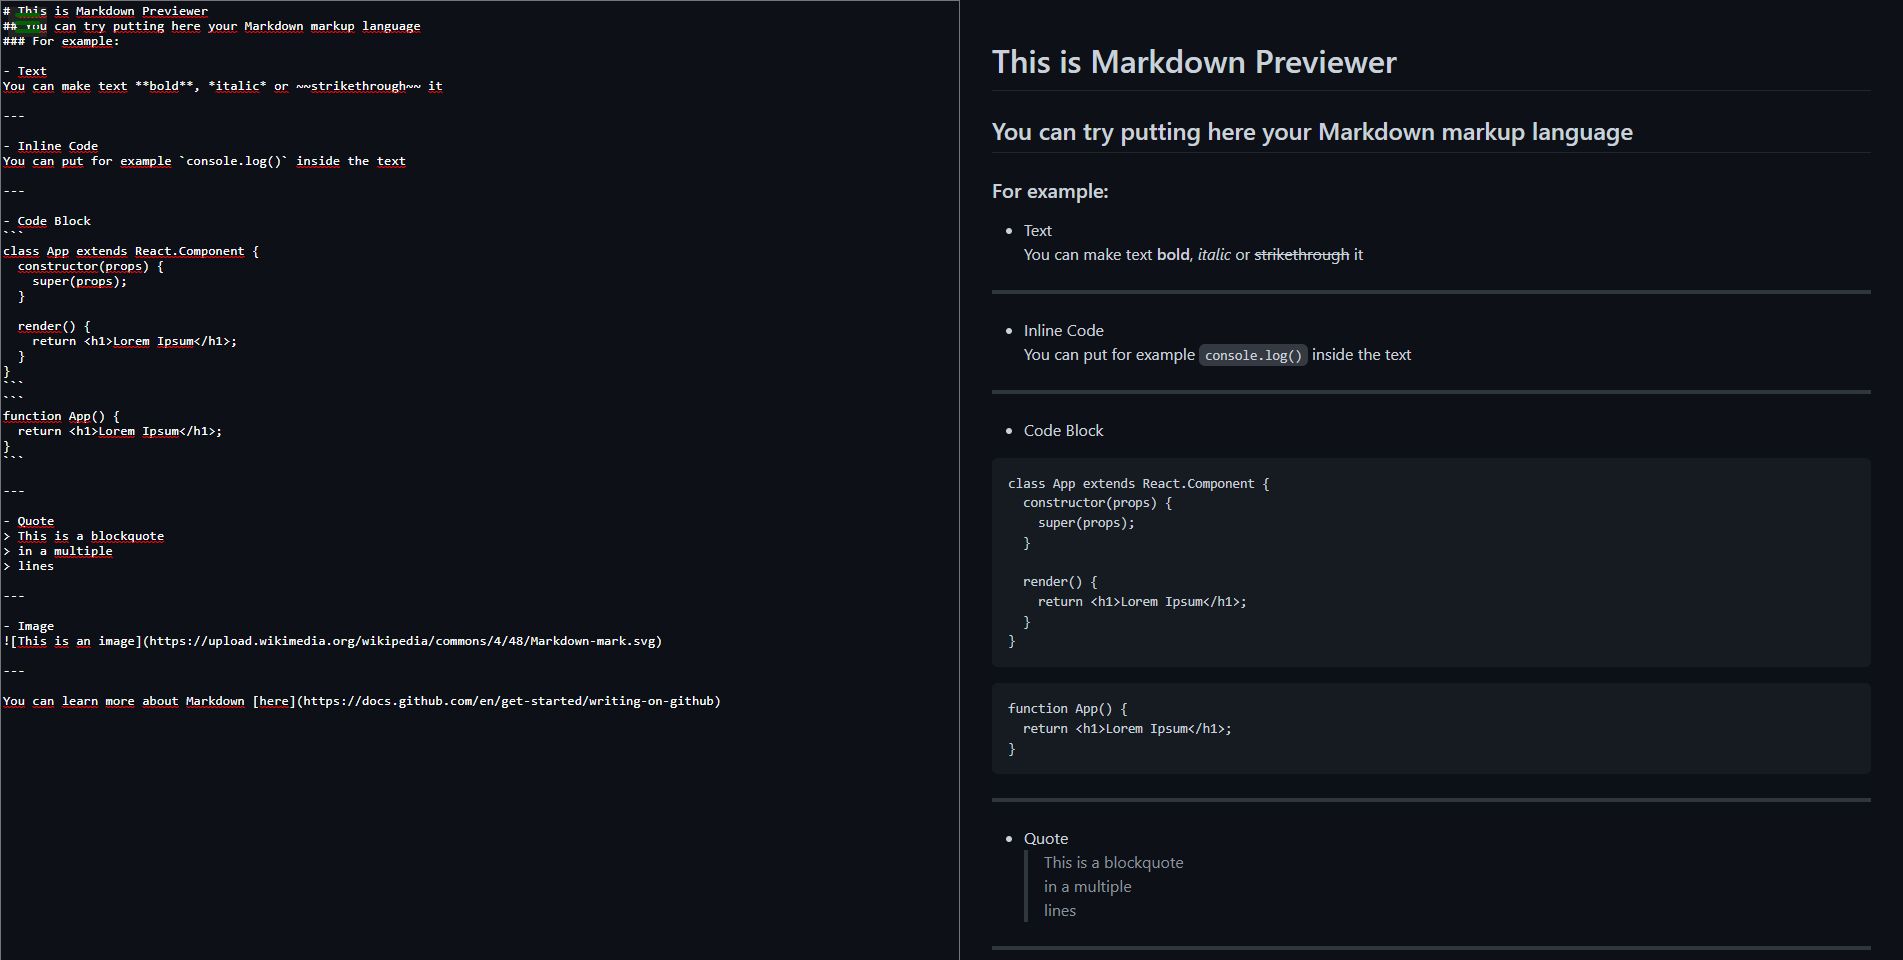 # This is Markdown Previewer
## You can try putting here your Markdown markup language
### For example:
- Text
You can make text **bold**, *italic* or ~~strikethrough~~ it
---
- Inline Code
You can put for example `console.log()` inside the text
---
- Code Block
```
class App extends React.Component {
  constructor(props) {
    super(props);
  }
  render() {
    return <h1>Lorem Ipsum</h1>;
  }
}
```
```
function App() {
  return <h1>Lorem Ipsum</h1>;
}
```
---
- Quote
> This is a blockquote
> in a multiple
> lines
---
- Image
![This is an image](https://upload.wikimedia.org/wikipedia/commons/4/48/Markdown-mark.svg)
---
You can learn more about Markdown [here](https://docs.github.com/en/get-started/writing-on-github)
This is Markdown Previewer
You can try putting here your Markdown markup language
For example:
• Text
You can make text bold, italic or strikethrough it
• Inline Code
You can put for example console.log() inside the text
• Code Block
class App extends React.Component {
  constructor(props) {
    super(props);
  }
  render() {
    return <h1>Lorem Ipsum</h1>;
  }
}
function App() {
  return <h1>Lorem Ipsum</h1>;
}
• Quote
This is a blockquote
in a multiple
lines